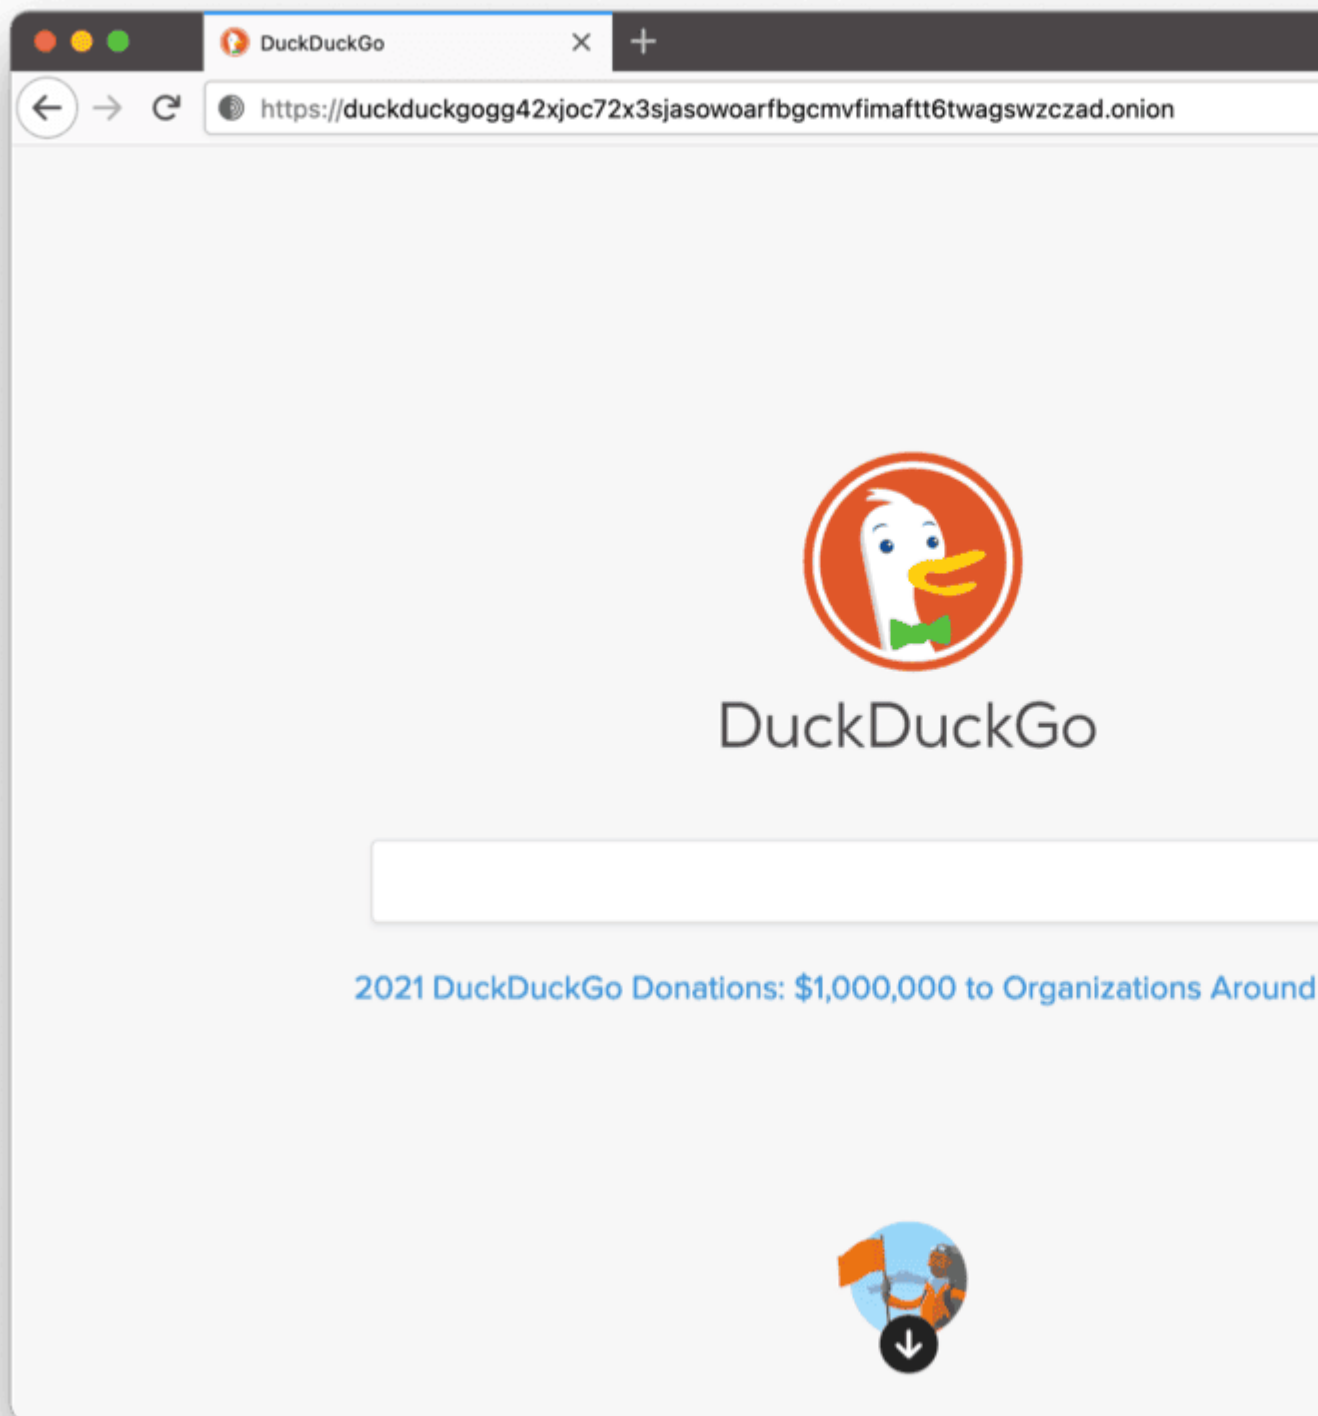 DuckDuckGo
https://duckduckgogg42xjoc72x3sjasowoarfbgcmvfimaftt6twagswzczad.onion
DuckDuckGo
2021 DuckDuckGo Donations: $1,000,000 to Organizations Around